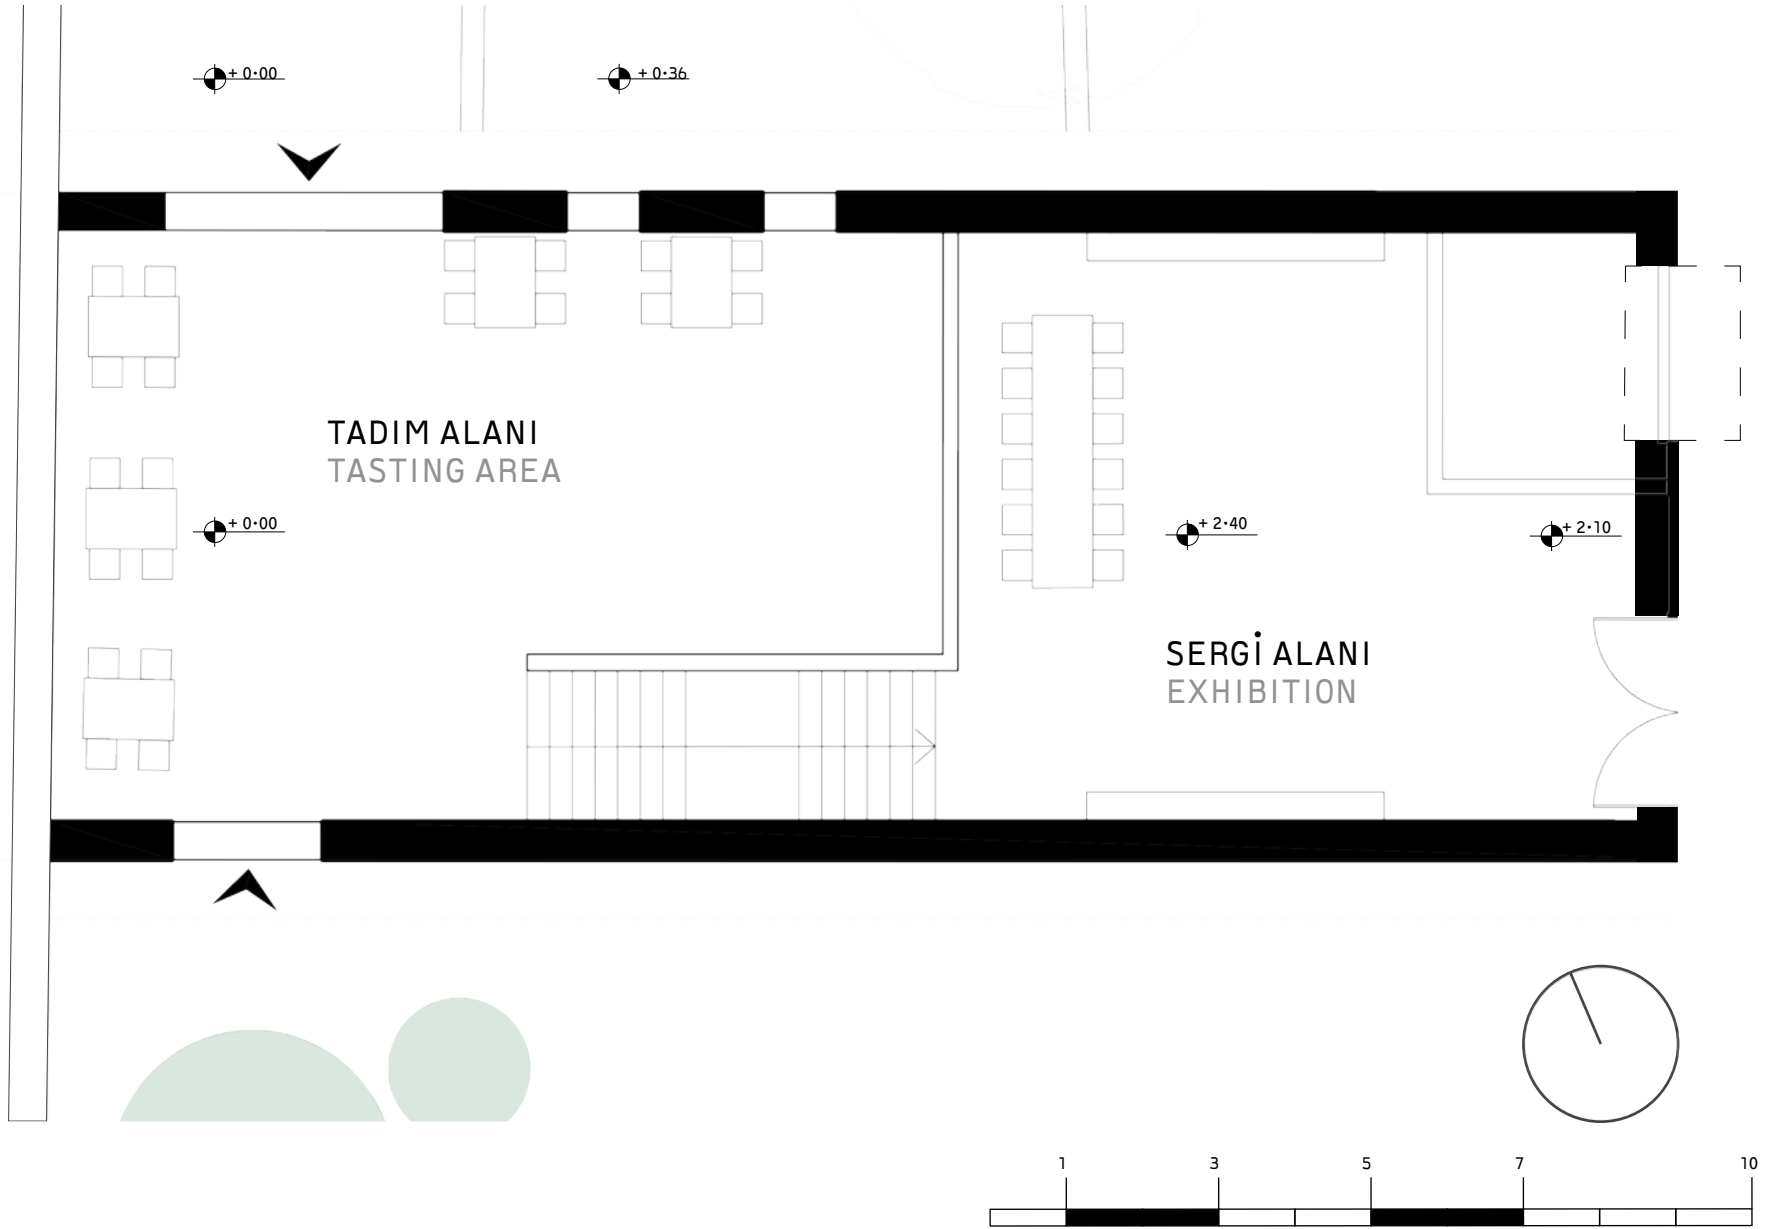 + 0·00
+ 0·36
TADIM ALANI
TASTING AREA
+ 0·00
+ 2·40
+ 2·10
SERGİ ALANI
EXHIBITION
1 3 5 7 10